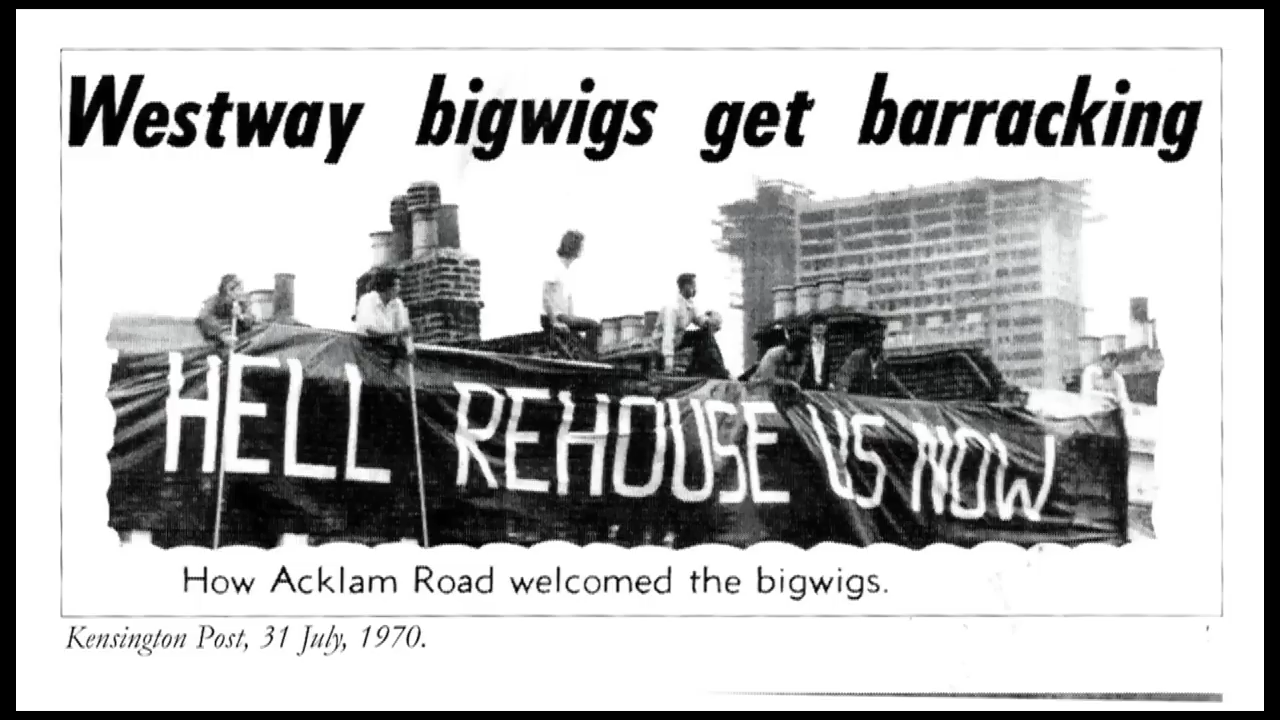 Westway bigwigs get barracking
HELL REHOUSE US NOW
How Acklam Road welcomed the bigwigs.
Kensington Post, 31 July, 1970.